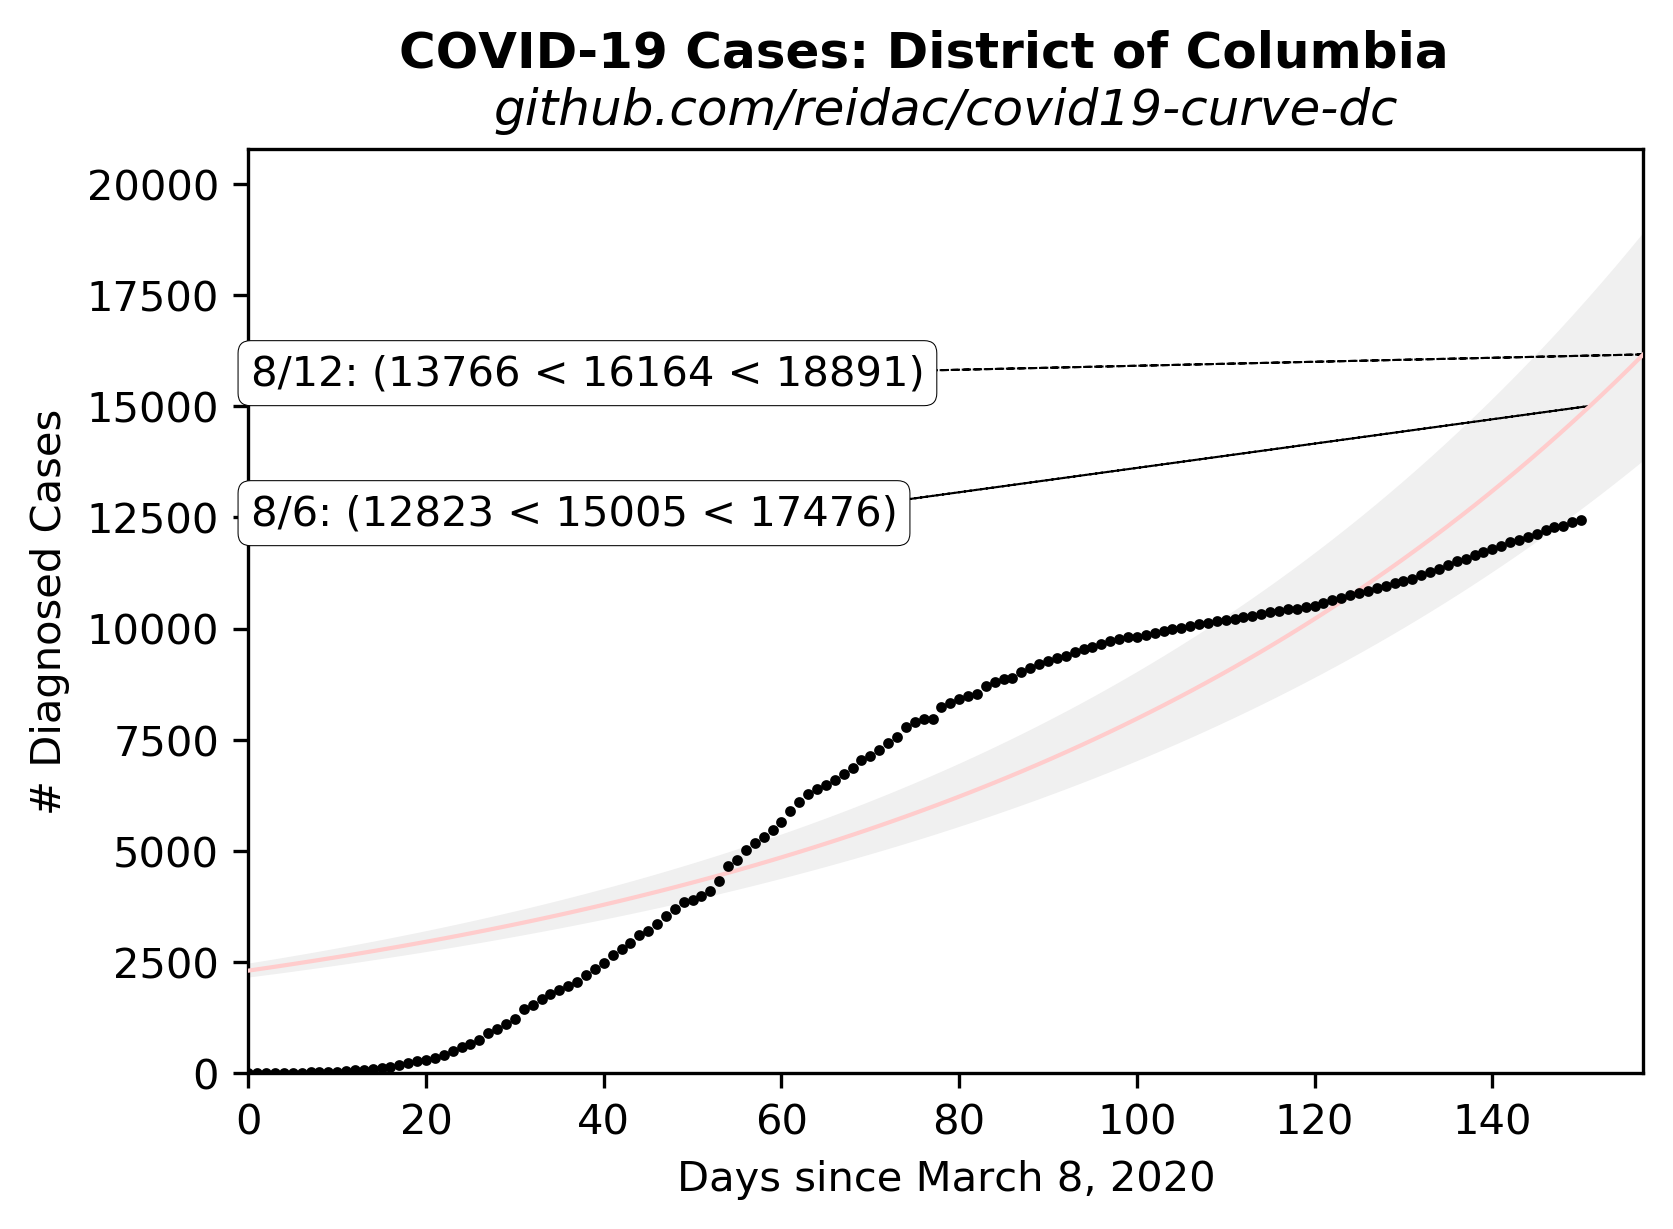 COVID-19 Cases: District of Columbia
github.com/reidac/covid19-curve-dc
# Diagnosed Cases
20000
17500
15000
12500
10000
7500
5000
2500
0
8/12: (13766 < 16164 < 18891)
8/6: (12823 < 15005 < 17476)
0 20 40 60 80 100 120 140
Days since March 8, 2020